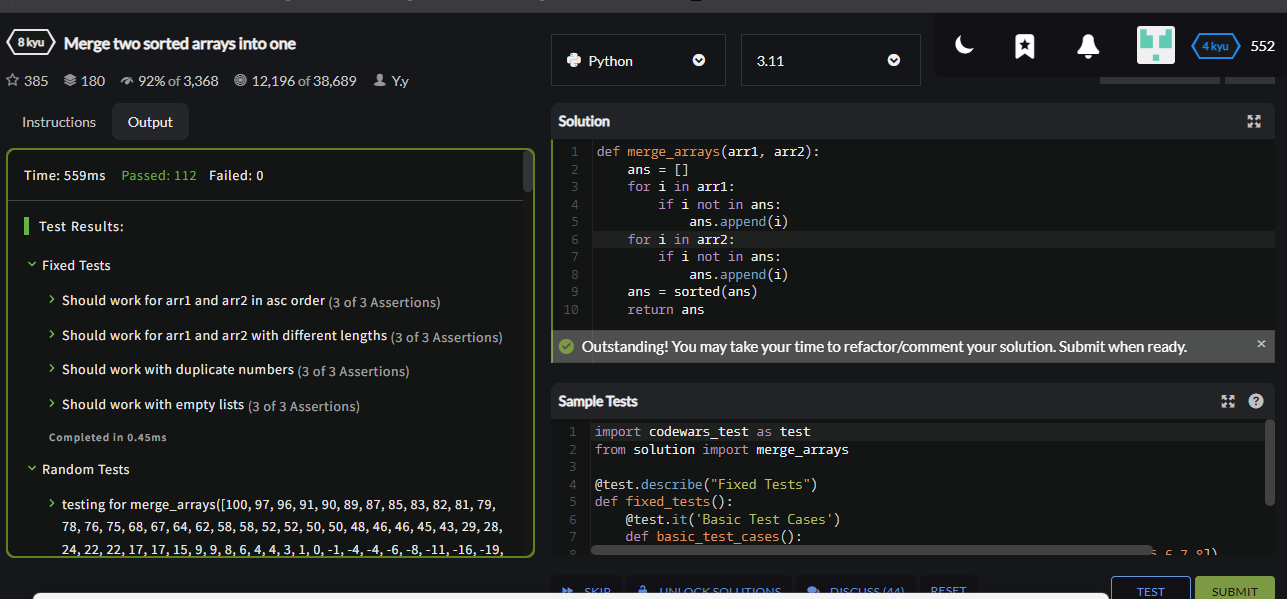 8 kyu Merge two sorted arrays into one
385 180 92% of 3,368 12,196 of 38,689 Y.y
Python
3.11
4 kyu 552
Instructions Output
Time: 559ms Passed: 112 Failed: 0
Test Results:
Fixed Tests
Should work for arr1 and arr2 in asc order (3 of 3 Assertions)
Should work for arr1 and arr2 with different lengths (3 of 3 Assertions)
Should work with duplicate numbers (3 of 3 Assertions)
Should work with empty lists (3 of 3 Assertions)
Completed in 0.45ms
Random Tests
testing for merge_arrays([100, 97, 96, 91, 90, 89, 87, 85, 83, 82, 81, 79,
78, 76, 75, 68, 67, 64, 62, 58, 58, 52, 52, 50, 50, 48, 46, 46, 45, 43, 29, 28,
24, 22, 22, 17, 17, 15, 9, 9, 8, 6, 4, 4, 3, 1, 0, -1, -4, -4, -6, -8, -11, -16, -19,
Solution
1 def merge_arrays(arr1, arr2):
2 ans = []
3 for i in arr1:
4 if i not in ans:
5 ans.append(i)
6 for i in arr2:
7 if i not in ans:
8 ans.append(i)
9 ans = sorted(ans)
10 return ans
Outstanding! You may take your time to refactor/comment your solution. Submit when ready. ×
Sample Tests ?
1 import codewars_test as test
2 from solution import merge_arrays
3
4 @test.describe("Fixed Tests")
5 def fixed_tests():
6 @test.it('Basic Test Cases')
7 def basic_test_cases():
8
SKIP UNLOCK SOLUTIONS DISCUSS (44) RESET TEST SUBMIT